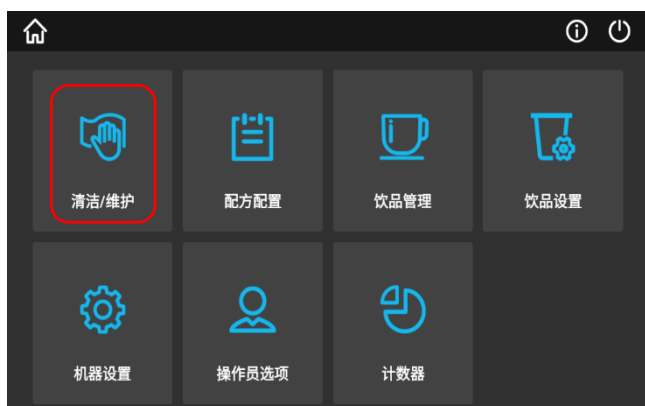 清洁/维护
配方配置
饮品管理
饮品设置
机器设置
操作员选项
计数器